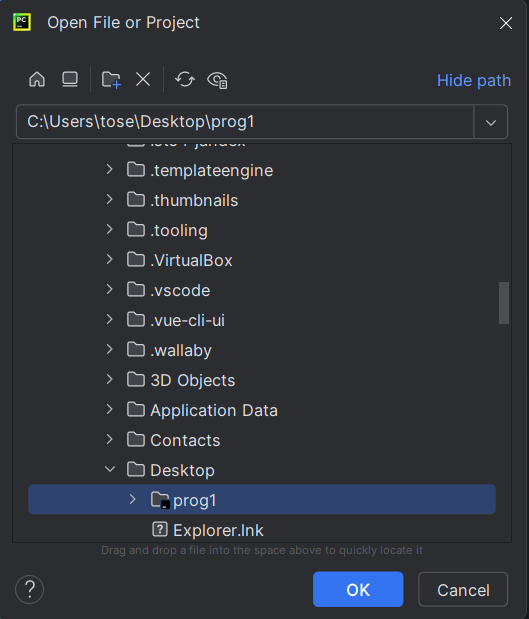 PC
Open File or Project
Hide path
C:\Users\tose\Desktop\prog1
.templateengine
.thumbnails
.tooling
.VirtualBox
.vscode
.vue-cli-ui
.wallaby
3D Objects
Application Data
Contacts
Desktop
prog1
Explorer.lnk
Drag and drop a file into the space above to quickly locate it
?
OK
Cancel